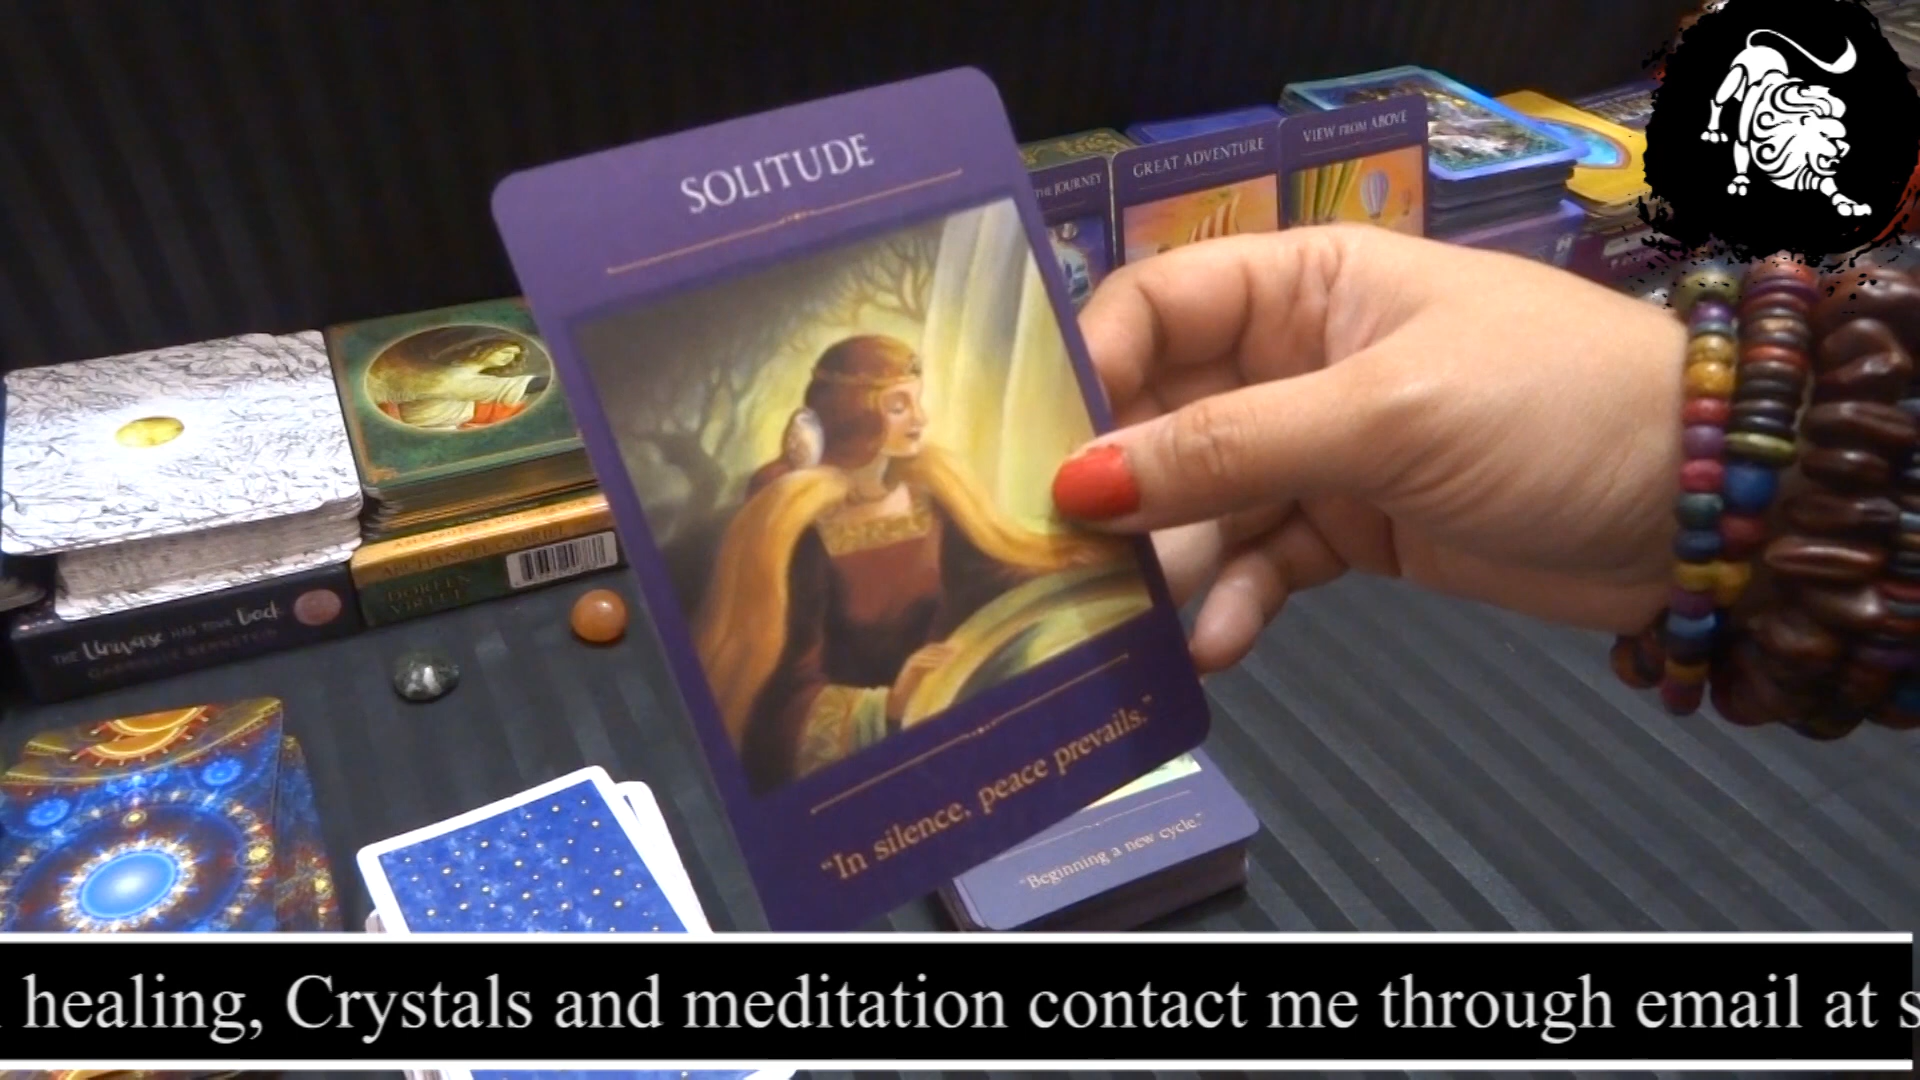 SOLITUDE
THE JOURNEY
GREAT ADVENTURE
VIEW FROM ABOVE
ARCHANGEL GABRIEL
DOREEN
VIRTUE
THE Universe HAS YOUR Back
GABRIELLE BERNSTEIN
"In silence, peace prevails."
"Beginning a new cycle."
healing, Crystals and meditation contact me through email at s